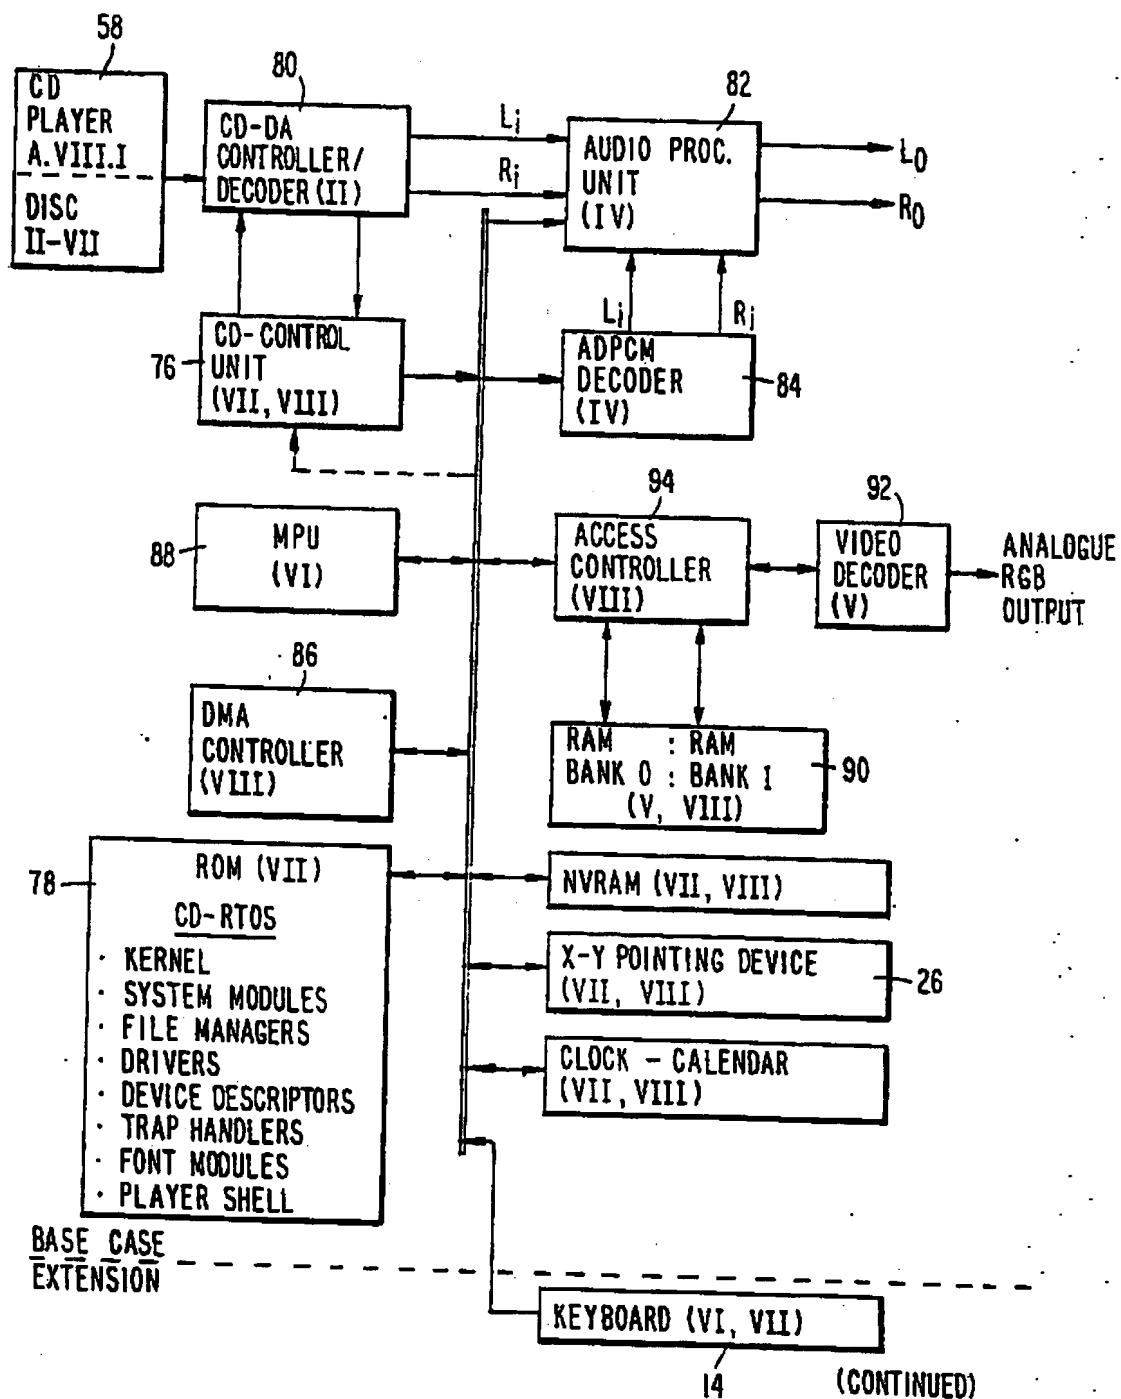 58
CD
PLAYER
A.VIII.I
DISC
II-VII
80
CD-DA
CONTROLLER/
DECODER (II)
Li
Ri
82
AUDIO PROC.
UNIT
(IV)
LO
RO
76
CD-CONTROL
UNIT
(VII, VIII)
Li
Ri
ADPCM
DECODER
(IV)
84
88
MPU
(VI)
94
ACCESS
CONTROLLER
(VIII)
92
VIDEO
DECODER
(V)
ANALOGUE
RGB
OUTPUT
86
DMA
CONTROLLER
(VIII)
RAM : RAM
BANK 0 : BANK I
(V, VIII)
90
78
ROM (VII)
CD-RTOS
· KERNEL
· SYSTEM MODULES
· FILE MANAGERS
· DRIVERS
· DEVICE DESCRIPTORS
· TRAP HANDLERS
· FONT MODULES
· PLAYER SHELL
NVRAM (VII, VIII)
X-Y POINTING DEVICE
(VII, VIII)
26
CLOCK – CALENDAR
(VII, VIII)
BASE CASE
EXTENSION
KEYBOARD (VI, VII)
14
(CONTINUED)